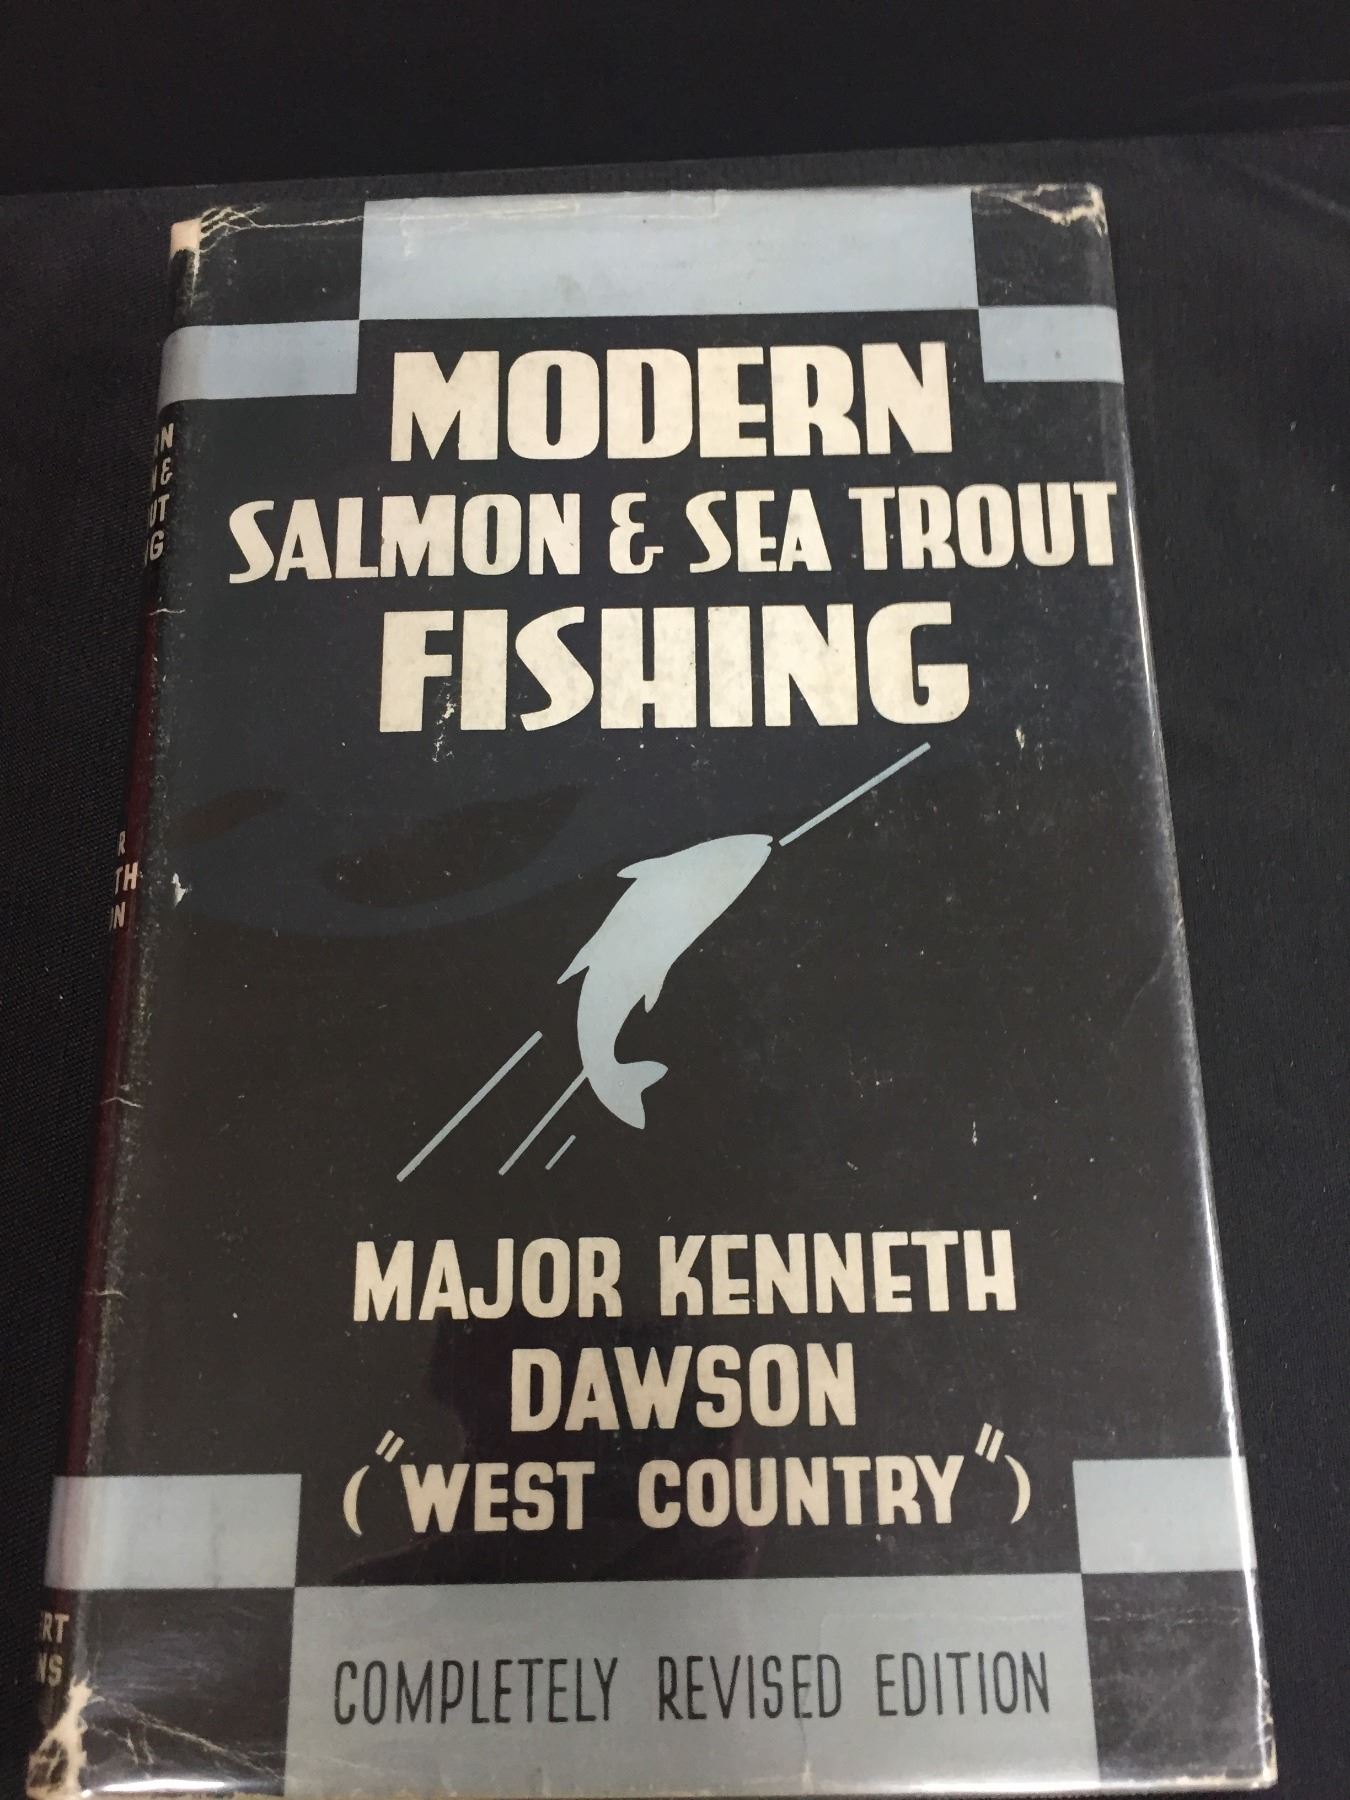 MODERN
SALMON & SEA TROUT
FISHING
MAJOR KENNETH
DAWSON
("WEST COUNTRY")
COMPLETELY REVISED EDITION